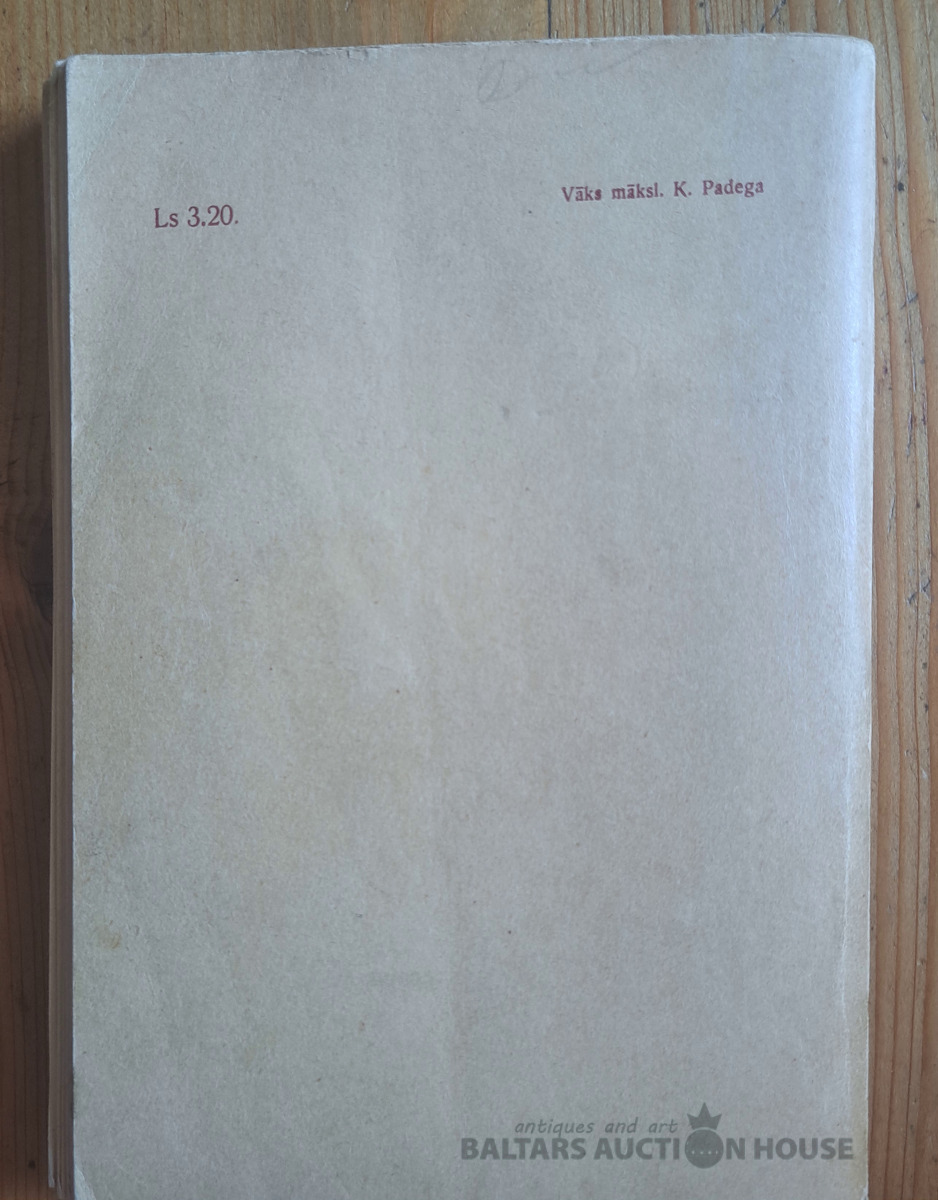 Vāks māksl. K. Padega
Ls 3.20.
antiques and art
BALTARS AUCTION HOUSE